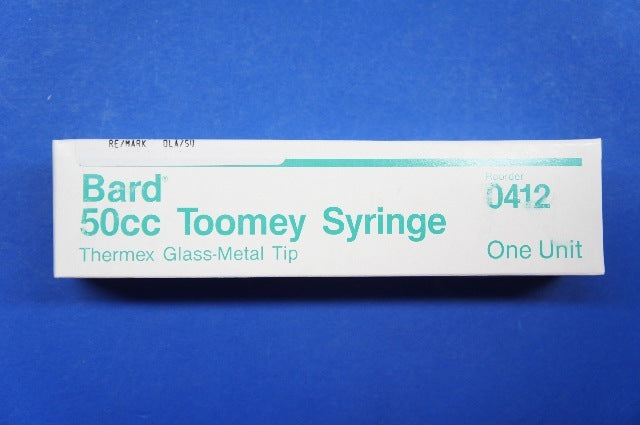 RE/MARK
Bard®
50cc Toomey Syringe
Thermex Glass-Metal Tip
Reorder
0412
One Unit